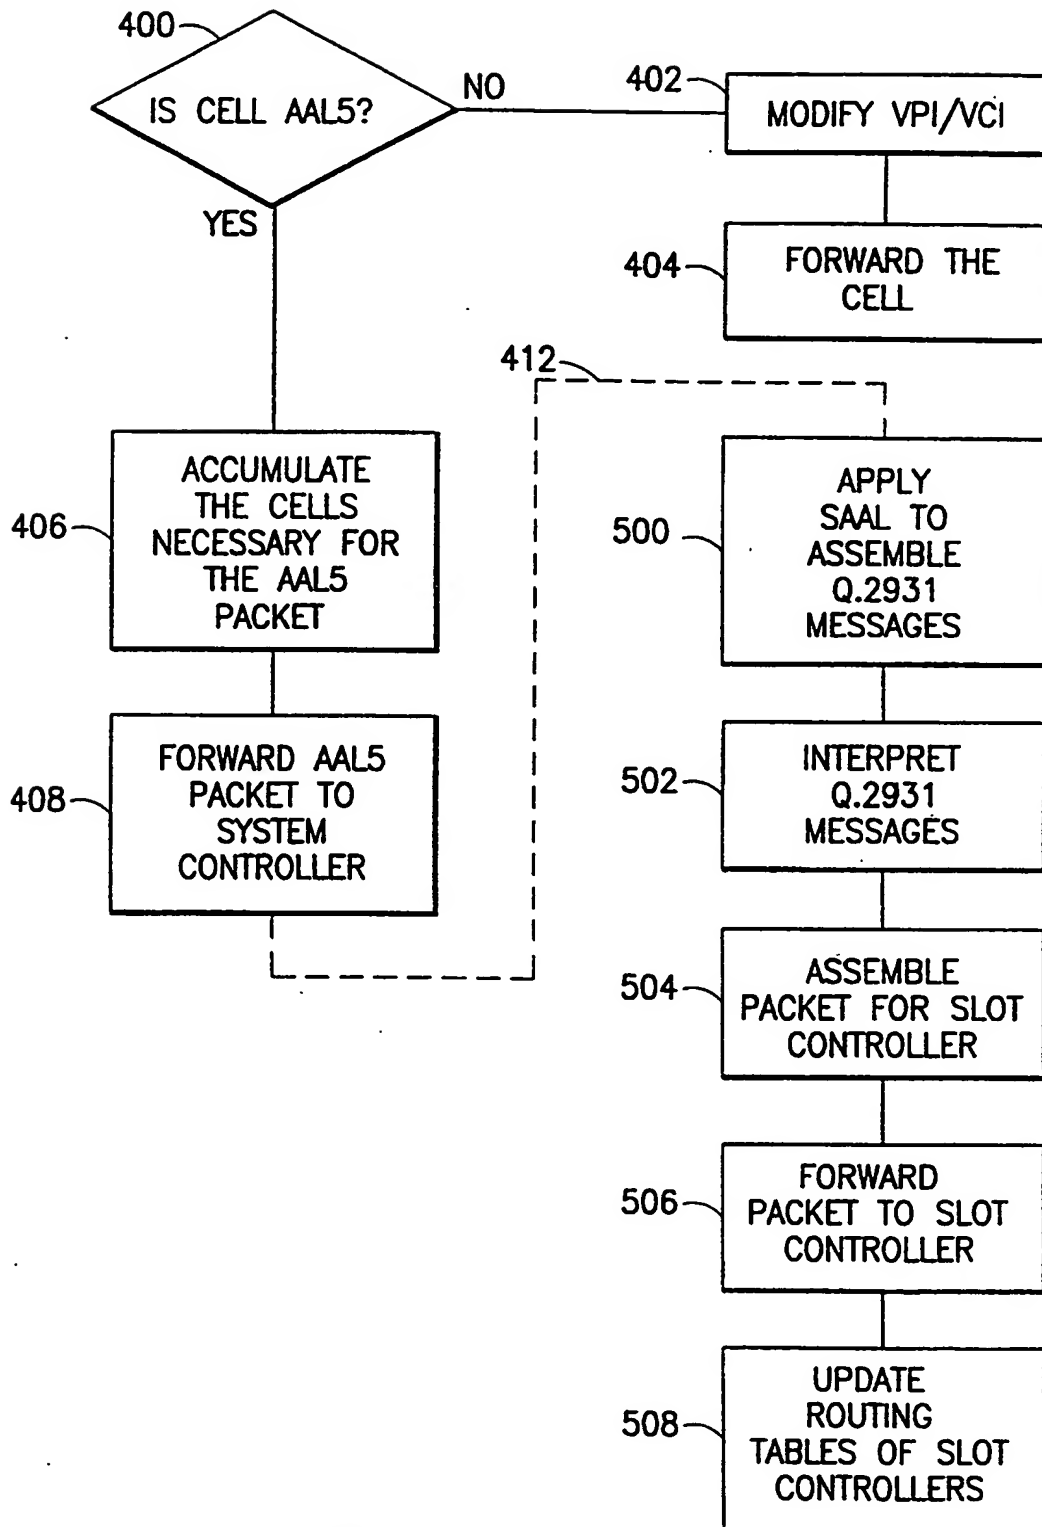 400
IS CELL AAL5?
NO
YES
402
MODIFY VPI/VCI
404
FORWARD THE
CELL
412
406
ACCUMULATE
THE CELLS
NECESSARY FOR
THE AAL5
PACKET
408
FORWARD AAL5
PACKET TO
SYSTEM
CONTROLLER
500
APPLY
SAAL TO
ASSEMBLE
Q.2931
MESSAGES
502
INTERPRET
Q.2931
MESSAGES
504
ASSEMBLE
PACKET FOR SLOT
CONTROLLER
506
FORWARD
PACKET TO SLOT
CONTROLLER
508
UPDATE
ROUTING
TABLES OF SLOT
CONTROLLERS